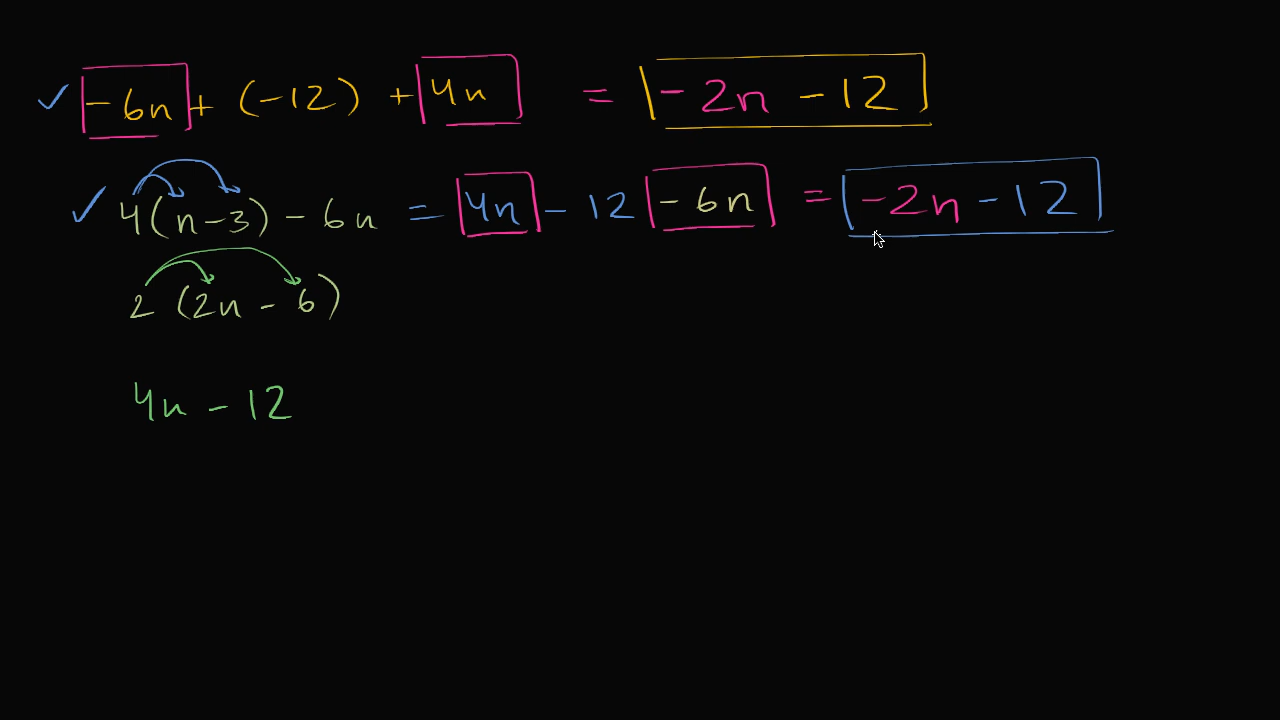 ✓ -6n + (-12) + 4n = -2n - 12
✓ 4(n-3) - 6n = 4n - 12 - 6n = -2n - 12
2(2n - 6)
4n - 12